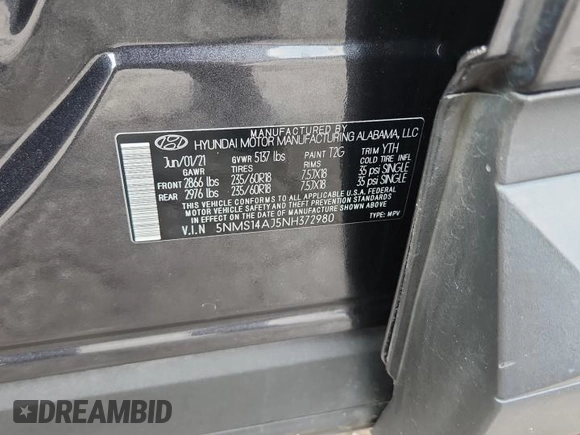 MANUFACTURED BY
HYUNDAI MOTOR MANUFACTURING ALABAMA, LLC
Jun/01/21 GVWR 5137 lbs PAINT T2G TRIM YTH
GAWR TIRES RIMS COLD TIRE INFL
FRONT 2866 lbs 235/60R18 7.5JX18 35 psi SINGLE
REAR 2976 lbs 235/60R18 7.5JX18 35 psi SINGLE
THIS VEHICLE CONFORMS TO ALL APPLICABLE U.S.A. FEDERAL
MOTOR VEHICLE SAFETY AND BUMPER STANDARDS IN EFFECT
ON THE DATE OF MANUFACTURE SHOWN ABOVE.
V.I.N 5NMS14AJ5NH372980 TYPE: MPV
DREAMBID